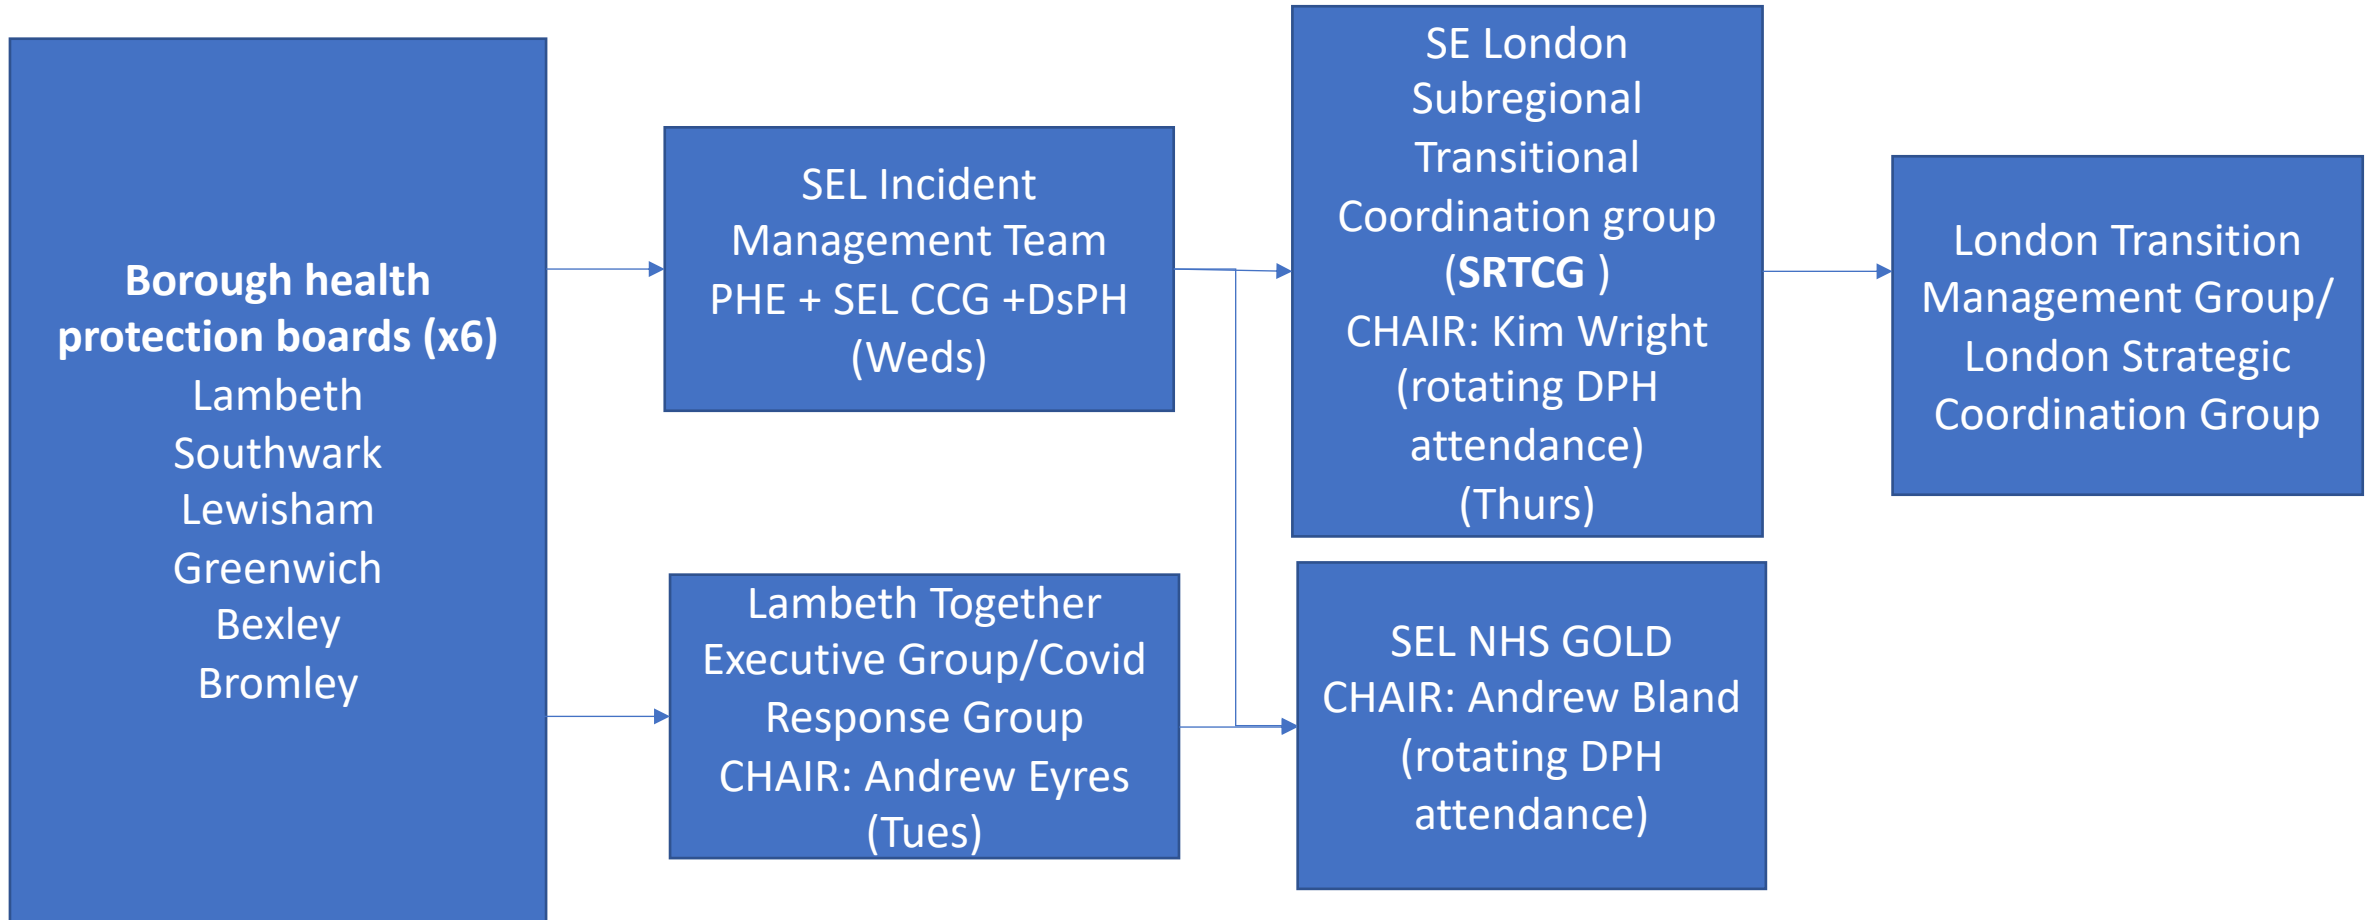 Borough health
protection boards (x6)
Lambeth
Southwark
Lewisham
Greenwich
Bexley
Bromley
SEL Incident
Management Team
PHE + SEL CCG +DsPH
(Weds)
Lambeth Together
Executive Group/Covid
Response Group
CHAIR: Andrew Eyres
(Tues)
SE London
Subregional
Transitional
Coordination group
(SRTCG )
CHAIR: Kim Wright
(rotating DPH
attendance)
(Thurs)
SEL NHS GOLD
CHAIR: Andrew Bland
(rotating DPH
attendance)
London Transition
Management Group/
London Strategic
Coordination Group